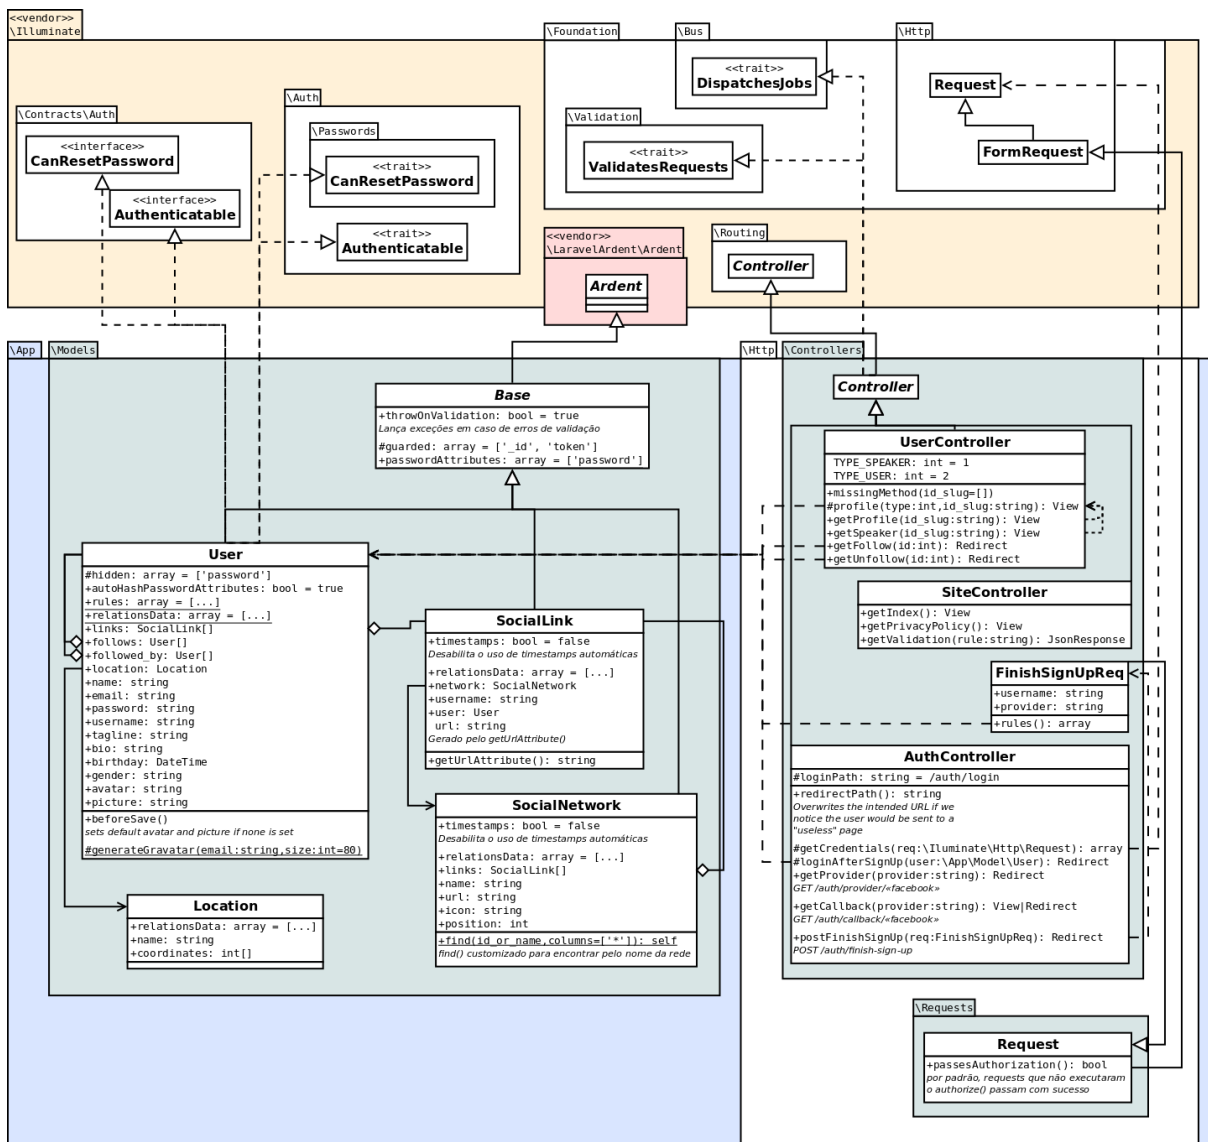 <<vendor>>
\Illuminate
\Foundation
\Bus
\Http
<<trait>>
DispatchesJobs
Request
\Auth
\Contracts\Auth
\Validation
\Passwords
<<interface>>
CanResetPassword
<<trait>>
CanResetPassword
<<trait>>
ValidatesRequests
FormRequest
<<interface>>
Authenticatable
<<trait>>
Authenticatable
<<vendor>>
\LaravelArdent\Ardent
Ardent
\Routing
Controller
\App
\Models
\Http
\Controllers
Base
+throwOnValidation: bool = true
Lança exceções em caso de erros de validação
#guarded: array = ['_id', 'token']
+passwordAttributes: array = ['password']
Controller
UserController
TYPE_SPEAKER: int = 1
TYPE_USER: int = 2
+missingMethod(id_slug=[])
#profile(type:int,id_slug:string): View
+getProfile(id_slug:string): View
+getSpeaker(id_slug:string): View
+getFollow(id:int): Redirect
+getUnfollow(id:int): Redirect
User
#hidden: array = ['password']
+autoHashPasswordAttributes: bool = true
+rules: array = [...]
+relationsData: array = [...]
+links: SocialLink[]
+follows: User[]
+followed_by: User[]
+location: Location
+name: string
+email: string
+password: string
+username: string
+tagline: string
+bio: string
+birthday: DateTime
+gender: string
+avatar: string
+picture: string
+beforeSave()
sets default avatar and picture if none is set
#generateGravatar(email:string,size:int=80)
SiteController
+getIndex(): View
+getPrivacyPolicy(): View
+getValidation(rule:string): JsonResponse
SocialLink
+timestamps: bool = false
Desabilita o uso de timestamps automáticas
+relationsData: array = [...]
+network: SocialNetwork
+username: string
+user: User
url: string
Gerado pelo getUrlAttribute()
+getUrlAttribute(): string
FinishSignUpReq
+username: string
+provider: string
+rules(): array
AuthController
#loginPath: string = /auth/login
+redirectPath(): string
Overwrites the intended URL if we
notice the user would be sent to a
"useless" page
#getCredentials(req:\Iluminate\Http\Request): array
#loginAfterSignUp(user:\App\Model\User): Redirect
+getProvider(provider:string): Redirect
GET /auth/provider/«facebook»
+getCallback(provider:string): View|Redirect
GET /auth/callback/«facebook»
+postFinishSignUp(req:FinishSignUpReq): Redirect
POST /auth/finish-sign-up
SocialNetwork
+timestamps: bool = false
Desabilita o uso de timestamps automáticas
+relationsData: array = [...]
+links: SocialLink[]
+name: string
+url: string
+icon: string
+position: int
+find(id_or_name,columns=['*']): self
find() customizado para encontrar pelo nome da rede
Location
+relationsData: array = [...]
+name: string
+coordinates: int[]
\Requests
Request
+passesAuthorization(): bool
por padrão, requests que não executaram
o authorize() passam com sucesso